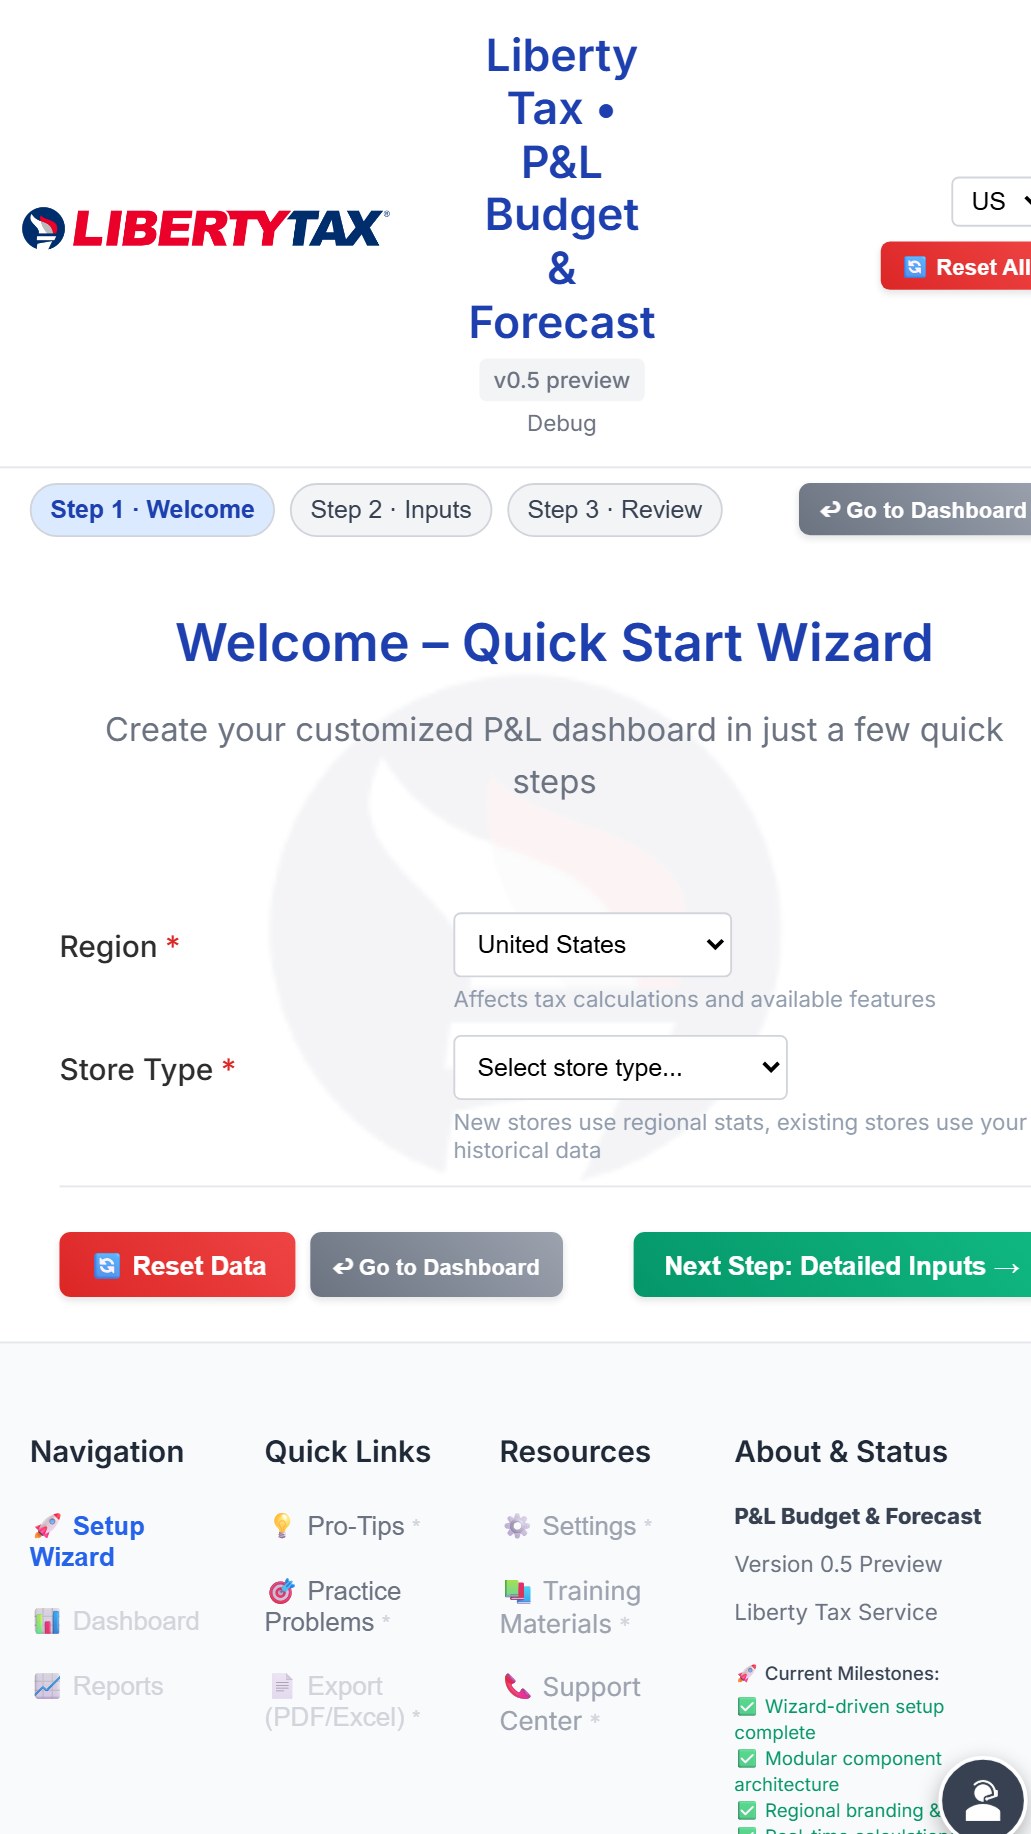 Liberty
Tax •
P&L
Budget
&
Forecast
v0.5 preview
Debug
LIBERTYTAX®
US
Reset All
Step 1 · Welcome
Step 2 · Inputs
Step 3 · Review
↩ Go to Dashboard
Welcome – Quick Start Wizard
Create your customized P&L dashboard in just a few quick
steps
Region *
United States
Affects tax calculations and available features
Store Type *
Select store type...
New stores use regional stats, existing stores use your
historical data
Reset Data
↩ Go to Dashboard
Next Step: Detailed Inputs →
Navigation
Setup
Wizard
Dashboard
Reports
Quick Links
Pro-Tips *
Practice
Problems *
Export
(PDF/Excel) *
Resources
Settings *
Training
Materials *
Support
Center *
About & Status
P&L Budget & Forecast
Version 0.5 Preview
Liberty Tax Service
Current Milestones:
Wizard-driven setup
complete
Modular component
architecture
Regional branding &